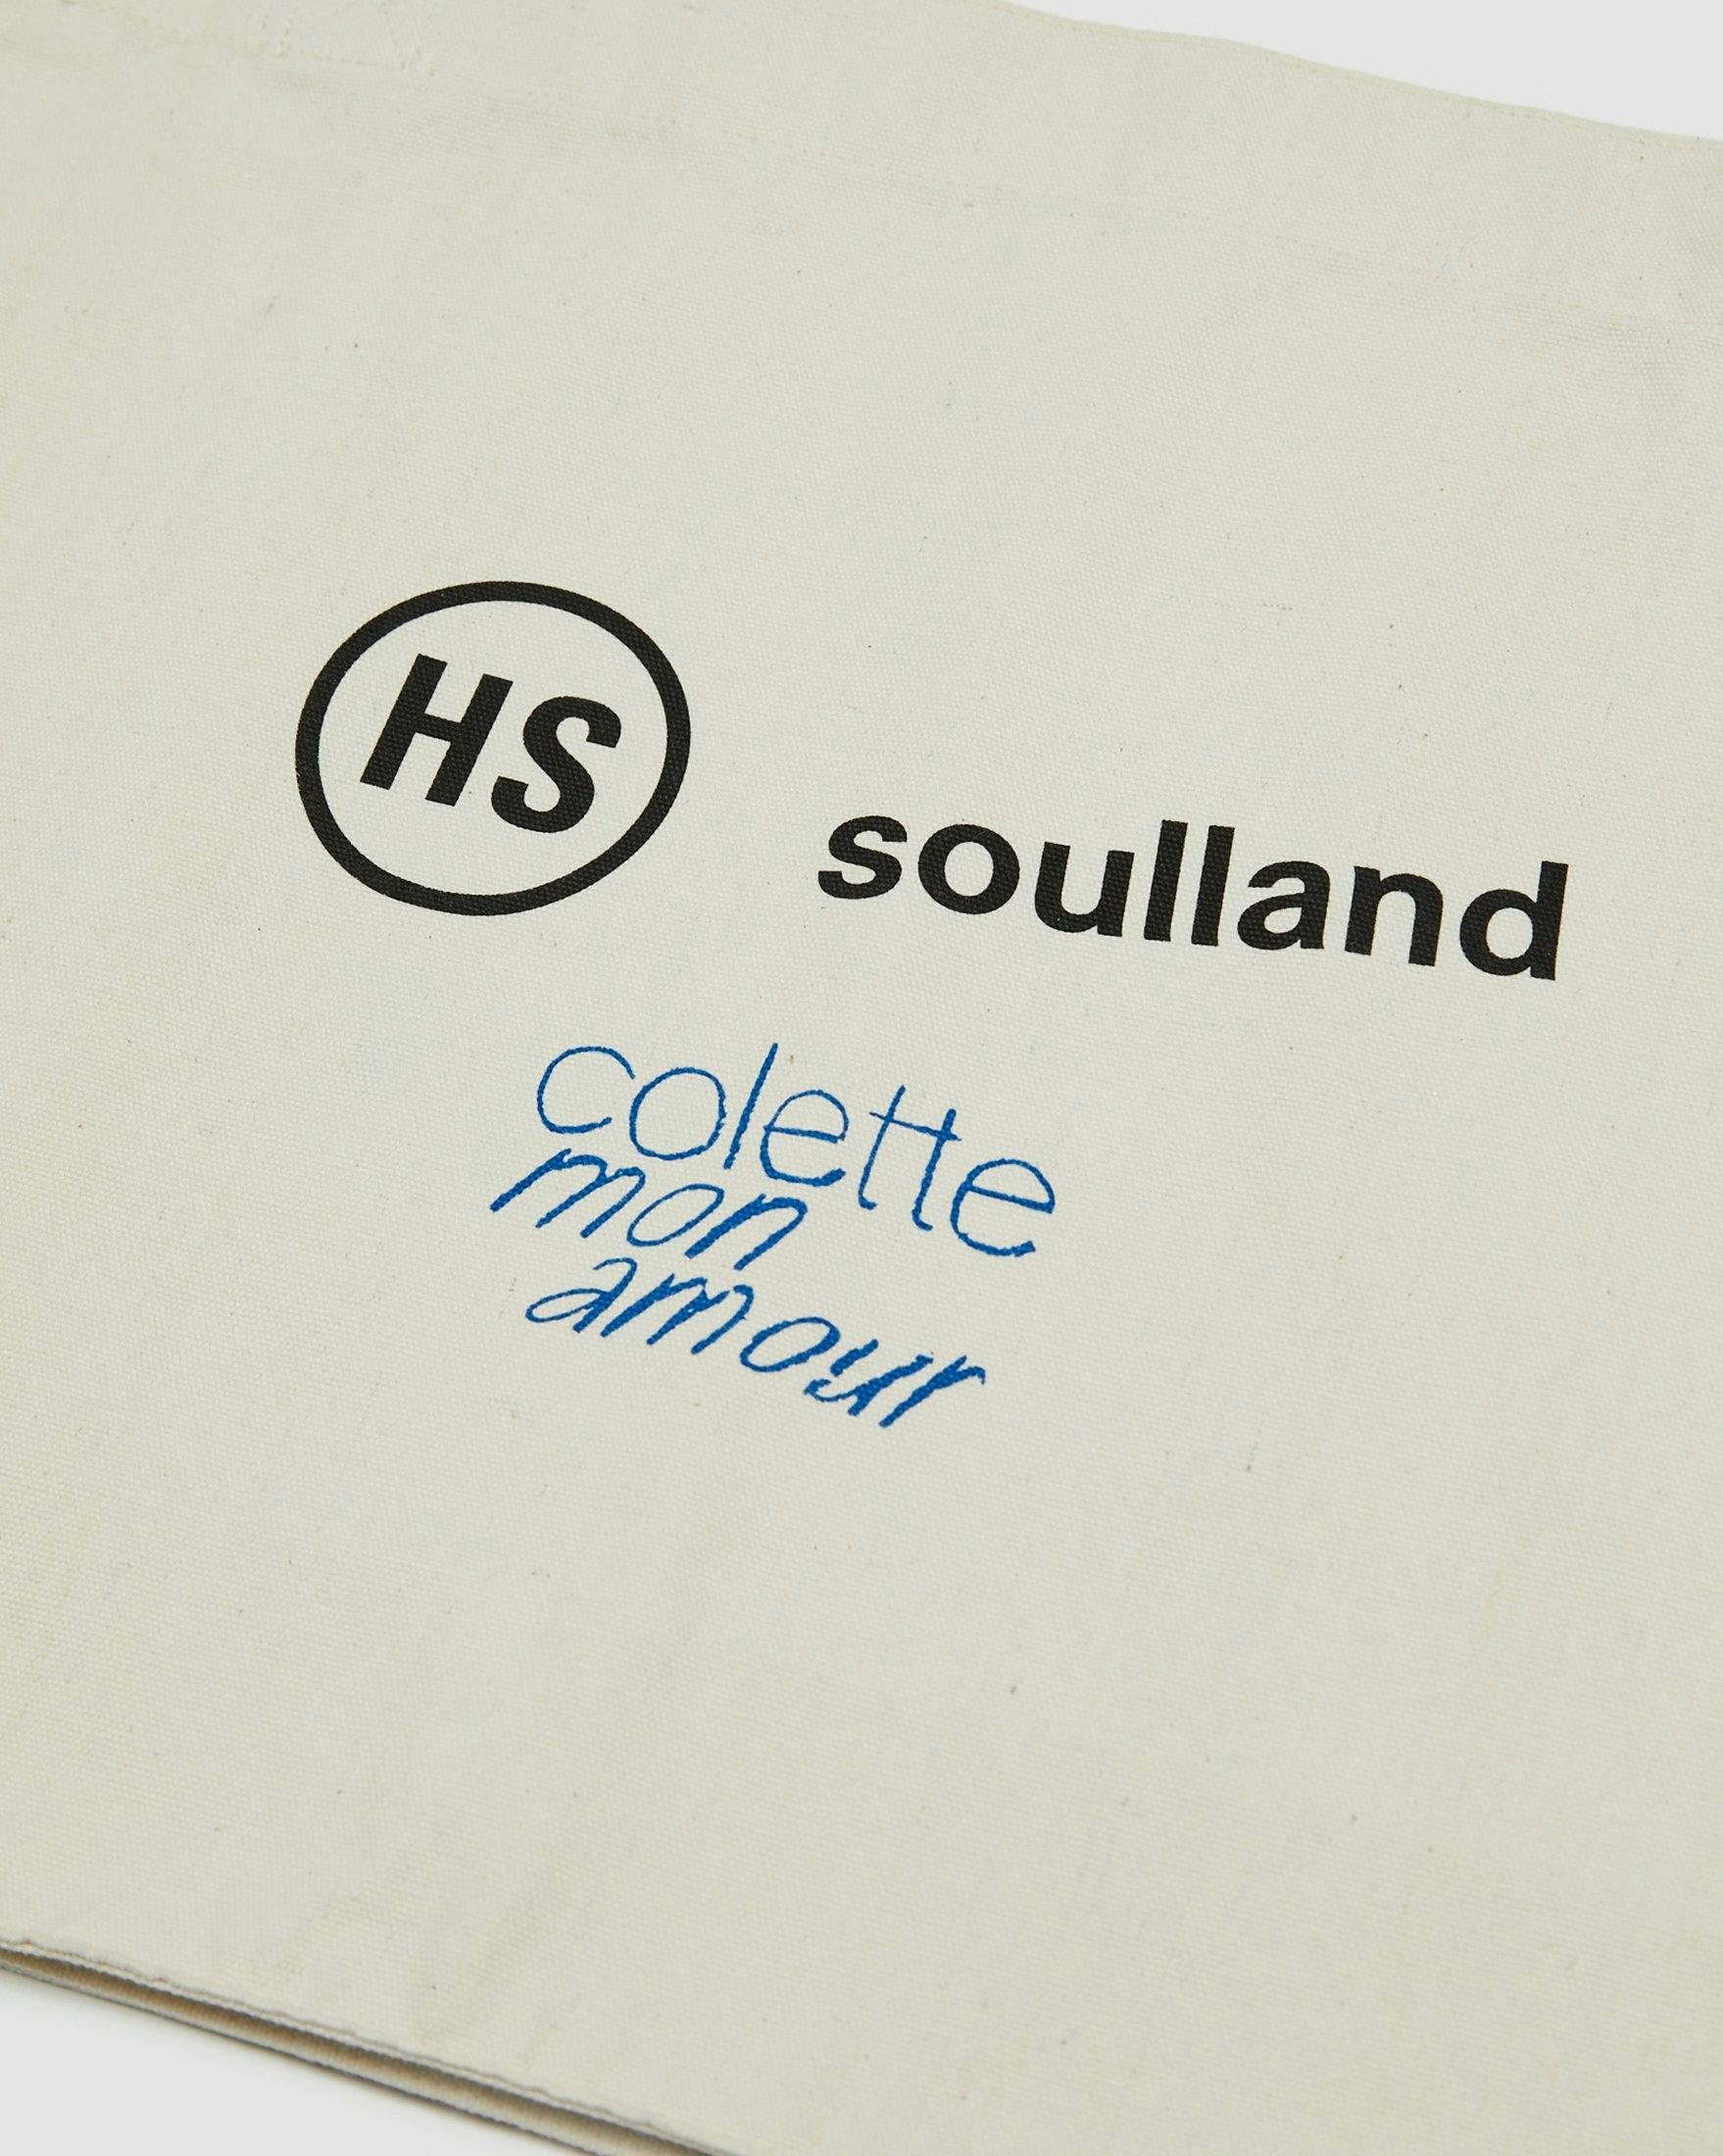 HS
soulland
colette
mon
amour